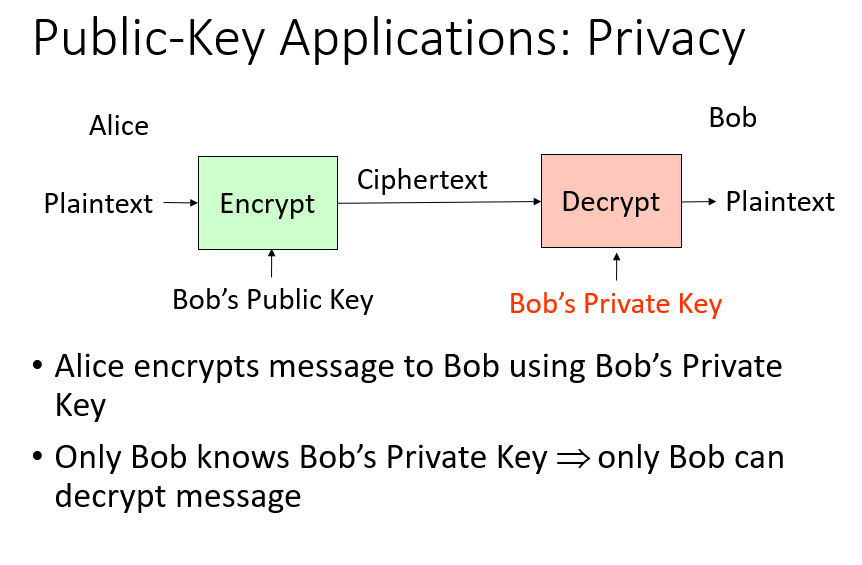 Public-Key Applications: Privacy
Alice
Bob
Ciphertext
Plaintext
Encrypt
Decrypt
Plaintext
Bob’s Public Key
Bob’s Private Key
• Alice encrypts message to Bob using Bob’s Private
Key
• Only Bob knows Bob’s Private Key ⇒ only Bob can
decrypt message